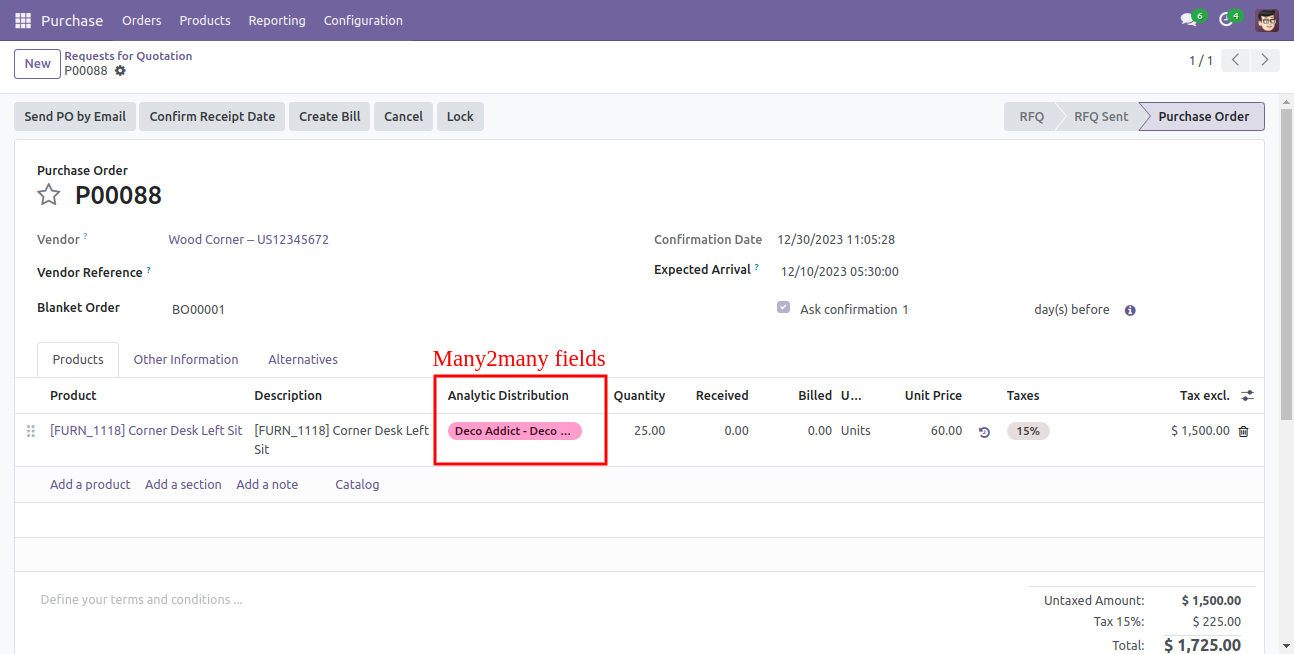 Purchase Orders Products Reporting Configuration 6 4
New Requests for Quotation
P00088 1 / 1
Send PO by Email Confirm Receipt Date Create Bill Cancel Lock RFQ RFQ Sent Purchase Order
Purchase Order
P00088
Vendor ? Wood Corner – US12345672 Confirmation Date 12/30/2023 11:05:28
Vendor Reference ? Expected Arrival ? 12/10/2023 05:30:00
Blanket Order BO00001 Ask confirmation 1 day(s) before
Products Other Information Alternatives Many2many fields
Product Description Analytic Distribution Quantity Received Billed U... Unit Price Taxes Tax excl.
[FURN_1118] Corner Desk Left Sit [FURN_1118] Corner Desk Left Deco Addict - Deco ... 25.00 0.00 0.00 Units 60.00 15% $ 1,500.00
Sit
Add a product Add a section Add a note Catalog
Define your terms and conditions ... Untaxed Amount: $ 1,500.00
Tax 15%: $ 225.00
Total: $ 1,725.00